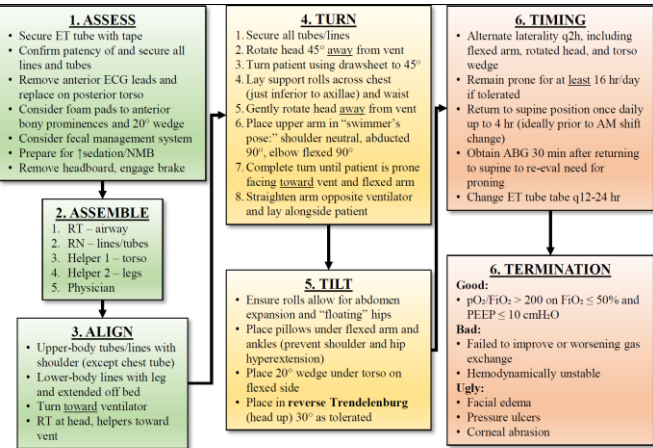 1. ASSESS
• Secure ET tube with tape
• Confirm patency of and secure all
lines and tubes
• Remove anterior ECG leads and
replace on posterior torso
• Consider foam pads to anterior
bony prominences and 20° wedge
• Consider fecal management system
• Prepare for ↑sedation/NMB
• Remove headboard, engage brake
2. ASSEMBLE
1. RT – airway
2. RN – lines/tubes
3. Helper 1 – torso
4. Helper 2 – legs
5. Physician
3. ALIGN
• Upper-body tubes/lines with
shoulder (except chest tube)
• Lower-body lines with leg
and extended off bed
• Turn toward ventilator
• RT at head, helpers toward
vent
4. TURN
1. Secure all tubes/lines
2. Rotate head 45° away from vent
3. Turn patient using drawsheet to 45°
4. Lay support rolls across chest
(just inferior to axillae) and waist
5. Gently rotate head away from vent
6. Place upper arm in “swimmer’s
pose:” shoulder neutral, abducted
90°, elbow flexed 90°
7. Complete turn until patient is prone
facing toward vent and flexed arm
8. Straighten arm opposite ventilator
and lay alongside patient
5. TILT
• Ensure rolls allow for abdomen
expansion and “floating” hips
• Place pillows under flexed arm and
ankles (prevent shoulder and hip
hyperextension)
• Place 20° wedge under torso on
flexed side
• Place in reverse Trendelenburg
(head up) 30° as tolerated
6. TIMING
• Alternate laterality q2h, including
flexed arm, rotated head, and torso
wedge
• Remain prone for at least 16 hr/day
if tolerated
• Return to supine position once daily
up to 4 hr (ideally prior to AM shift
change)
• Obtain ABG 30 min after returning
to supine to re-eval need for
proning
• Change ET tube tabe q12-24 hr
6. TERMINATION
Good:
• pO₂/FiO₂ > 200 on FiO₂ ≤ 50% and
PEEP ≤ 10 cmH₂O
Bad:
• Failed to improve or worsening gas
exchange
• Hemodynamically unstable
Ugly:
• Facial edema
• Pressure ulcers
• Corneal abrasion